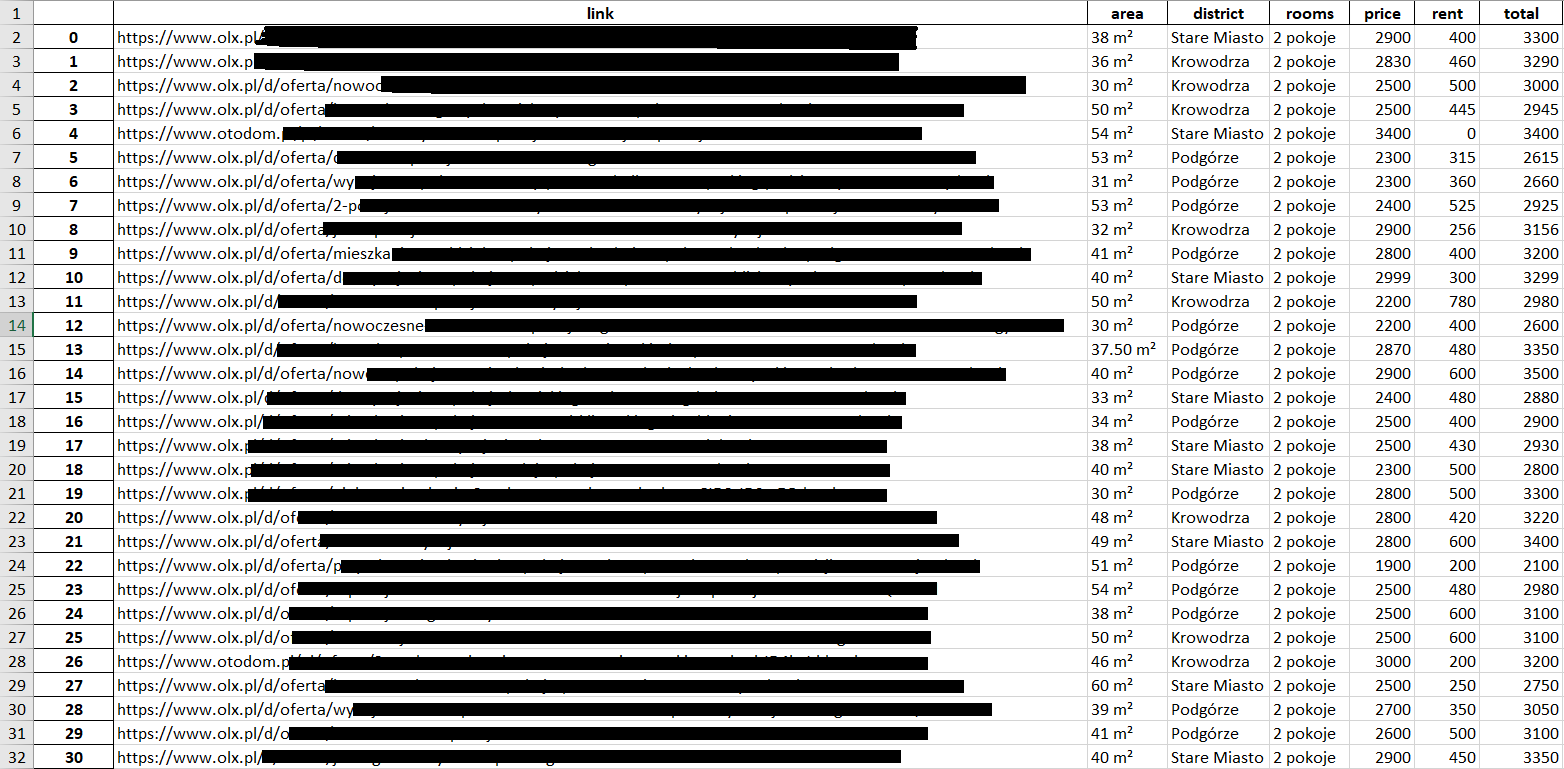 1 link area district rooms price rent total
2 0 https://www.olx.pl/ 38 m² Stare Miasto 2 pokoje 2900 400 3300
3 1 https://www.olx.p 36 m² Krowodrza 2 pokoje 2830 460 3290
4 2 https://www.olx.pl/d/oferta/nowoc 30 m² Krowodrza 2 pokoje 2500 500 3000
5 3 https://www.olx.pl/d/oferta/ 50 m² Krowodrza 2 pokoje 2500 445 2945
6 4 https://www.otodom. 54 m² Stare Miasto 2 pokoje 3400 0 3400
7 5 https://www.olx.pl/d/oferta/ 53 m² Podgórze 2 pokoje 2300 315 2615
8 6 https://www.olx.pl/d/oferta/wy 31 m² Podgórze 2 pokoje 2300 360 2660
9 7 https://www.olx.pl/d/oferta/2-po 53 m² Podgórze 2 pokoje 2400 525 2925
10 8 https://www.olx.pl/d/oferta/ 32 m² Krowodrza 2 pokoje 2900 256 3156
11 9 https://www.olx.pl/d/oferta/mieszka 41 m² Podgórze 2 pokoje 2800 400 3200
12 10 https://www.olx.pl/d/oferta/d 40 m² Stare Miasto 2 pokoje 2999 300 3299
13 11 https://www.olx.pl/d/ 50 m² Krowodrza 2 pokoje 2200 780 2980
14 12 https://www.olx.pl/d/oferta/nowoczesne 30 m² Podgórze 2 pokoje 2200 400 2600
15 13 https://www.olx.pl/d/ 37.50 m² Podgórze 2 pokoje 2870 480 3350
16 14 https://www.olx.pl/d/oferta/now 40 m² Podgórze 2 pokoje 2900 600 3500
17 15 https://www.olx.pl/ 33 m² Stare Miasto 2 pokoje 2400 480 2880
18 16 https://www.olx.pl/ 34 m² Podgórze 2 pokoje 2500 400 2900
19 17 https://www.olx. 38 m² Stare Miasto 2 pokoje 2500 430 2930
20 18 https://www.olx.p 40 m² Stare Miasto 2 pokoje 2300 500 2800
21 19 https://www.olx. 30 m² Podgórze 2 pokoje 2800 500 3300
22 20 https://www.olx.pl/d/of 48 m² Krowodrza 2 pokoje 2800 420 3220
23 21 https://www.olx.pl/d/oferta 49 m² Stare Miasto 2 pokoje 2800 600 3400
24 22 https://www.olx.pl/d/oferta/p 51 m² Podgórze 2 pokoje 1900 200 2100
25 23 https://www.olx.pl/d/of 54 m² Podgórze 2 pokoje 2500 480 2980
26 24 https://www.olx.pl/d/o 38 m² Podgórze 2 pokoje 2500 600 3100
27 25 https://www.olx.pl/d/o 50 m² Krowodrza 2 pokoje 2500 600 3100
28 26 https://www.otodom.p 46 m² Krowodrza 2 pokoje 3000 200 3200
29 27 https://www.olx.pl/d/oferta/ 60 m² Stare Miasto 2 pokoje 2500 250 2750
30 28 https://www.olx.pl/d/oferta/wy 39 m² Podgórze 2 pokoje 2700 350 3050
31 29 https://www.olx.pl/d/o 41 m² Podgórze 2 pokoje 2600 500 3100
32 30 https://www.olx.pl/ 40 m² Stare Miasto 2 pokoje 2900 450 3350